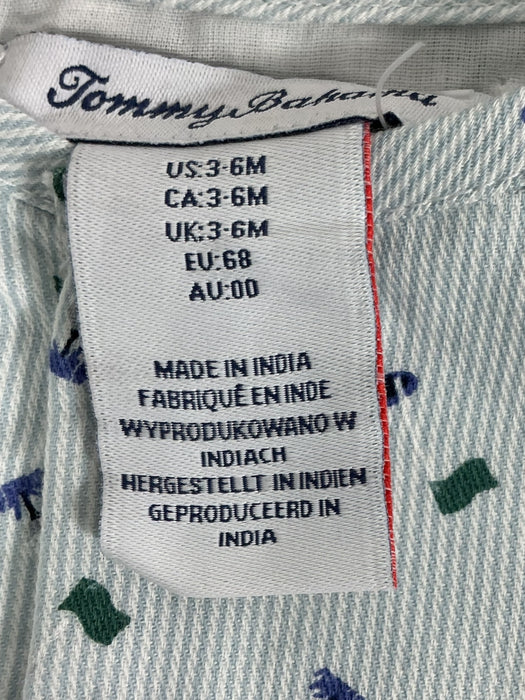 Tommy Bahama
US:3-6M
CA:3-6M
UK:3-6M
EU:68
AU:00
MADE IN INDIA
FABRIQUÉ EN INDE
WYPRODUKOWANO W
INDIACH
HERGESTELLT IN INDIEN
GEPRODUCEERD IN
INDIA